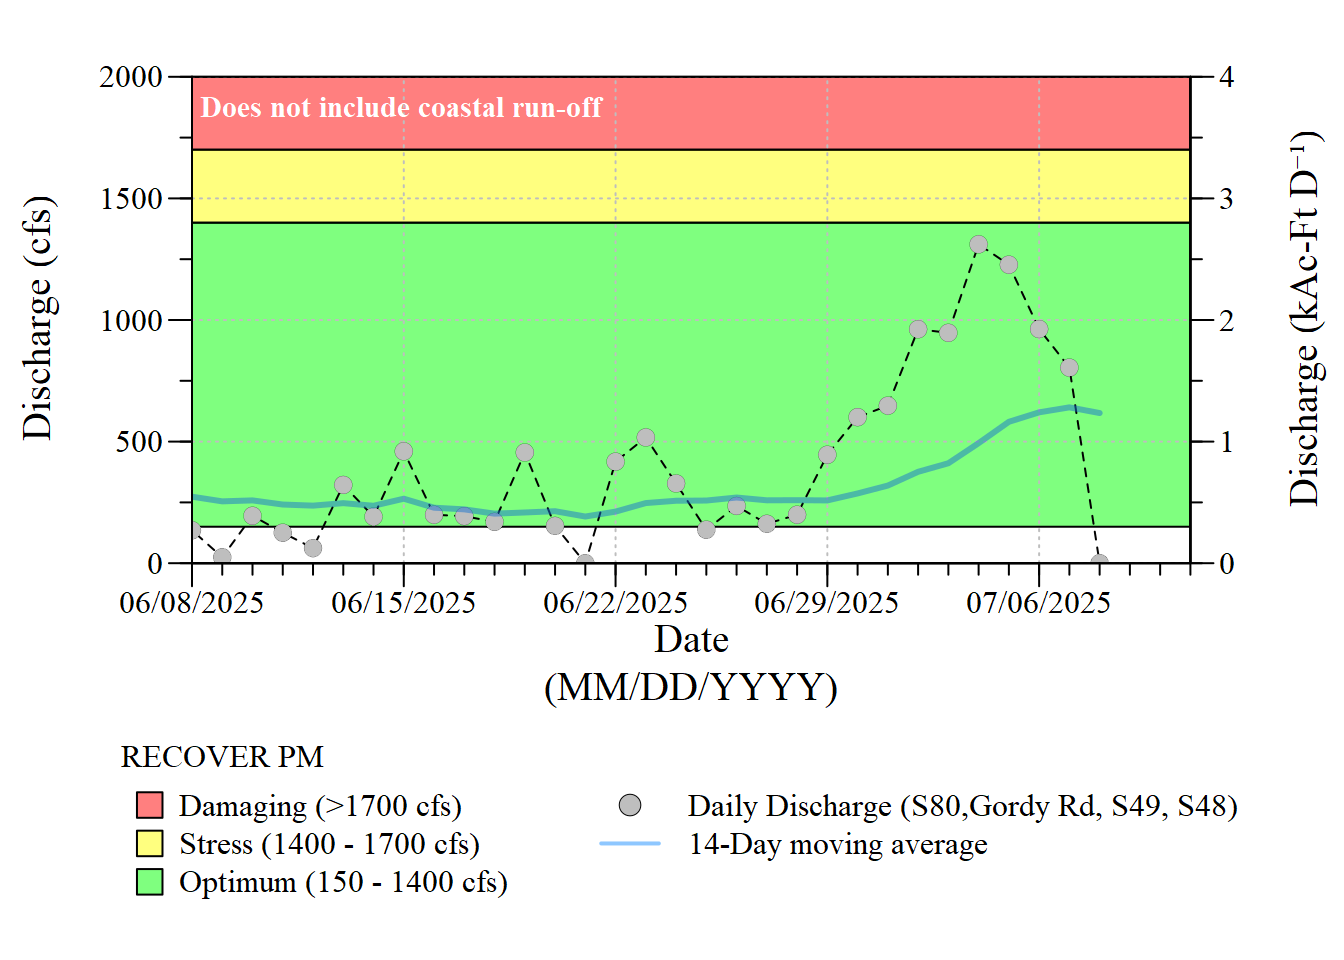 Does not include coastal run-off
2000
1500
1000
500
0
Discharge (cfs)
4
3
2
1
0
Discharge (kAc-Ft D⁻¹)
06/08/2025 06/15/2025 06/22/2025 06/29/2025 07/06/2025
Date
(MM/DD/YYYY)
RECOVER PM
Damaging (>1700 cfs)
Stress (1400 - 1700 cfs)
Optimum (150 - 1400 cfs)
Daily Discharge (S80,Gordy Rd, S49, S48)
14-Day moving average